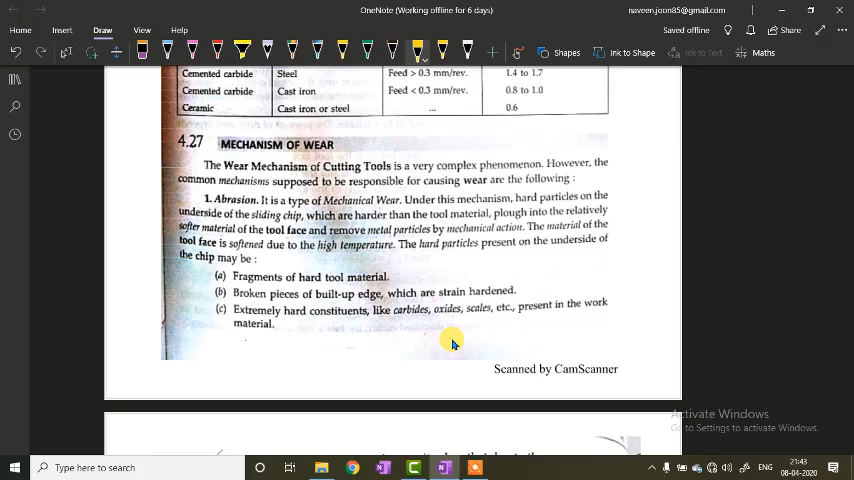 OneNote (Working offline for 6 days)
naveen.joon85@gmail.com
Home Insert Draw View Help
Saved offline Share
Shapes Ink to Shape Ink to Text Maths
Cemented carbide Steel Feed > 0.3 mm/rev. 1.4 to 1.7
Cemented carbide Cast iron Feed < 0.3 mm/rev. 0.8 to 1.0
Ceramic Cast iron or steel ... 0.6
4.27 MECHANISM OF WEAR
The Wear Mechanism of Cutting Tools is a very complex phenomenon. However, the
common mechanisms supposed to be responsible for causing wear are the following :
1. Abrasion. It is a type of Mechanical Wear. Under this mechanism, hard particles on the
underside of the sliding chip, which are harder than the tool material, plough into the relatively
softer material of the tool face and remove metal particles by mechanical action. The material of the
tool face is softened due to the high temperature. The hard particles present on the underside of
the chip may be :
(a) Fragments of hard tool material.
(b) Broken pieces of built-up edge, which are strain hardened.
(c) Extremely hard constituents, like carbides, oxides, scales, etc., present in the work
material.
Scanned by CamScanner
Activate Windows
Go to Settings to activate Windows.
Type here to search
ENG
21:43
08-04-2020